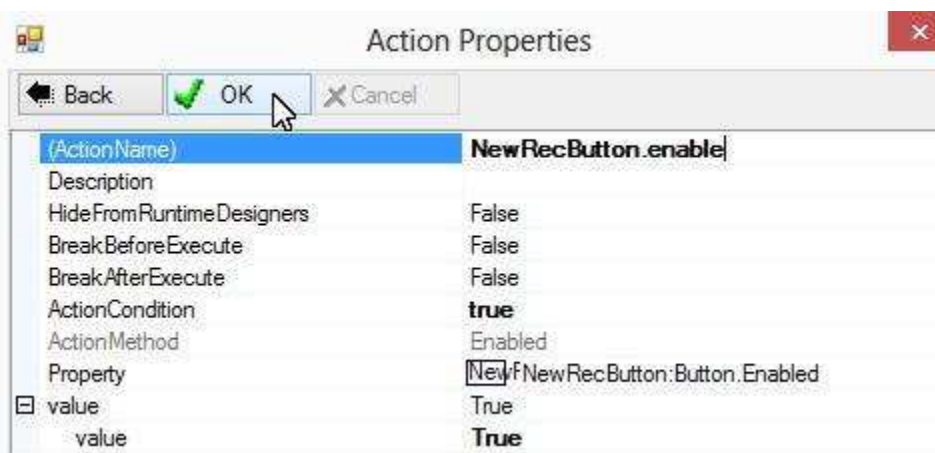 Action Properties
Back OK Cancel
(ActionName) NewRecButton.enable
Description
HideFromRuntimeDesigners False
BreakBeforeExecute False
BreakAfterExecute False
ActionCondition true
ActionMethod Enabled
Property NewF NewRecButton:Button.Enabled
value True
value True